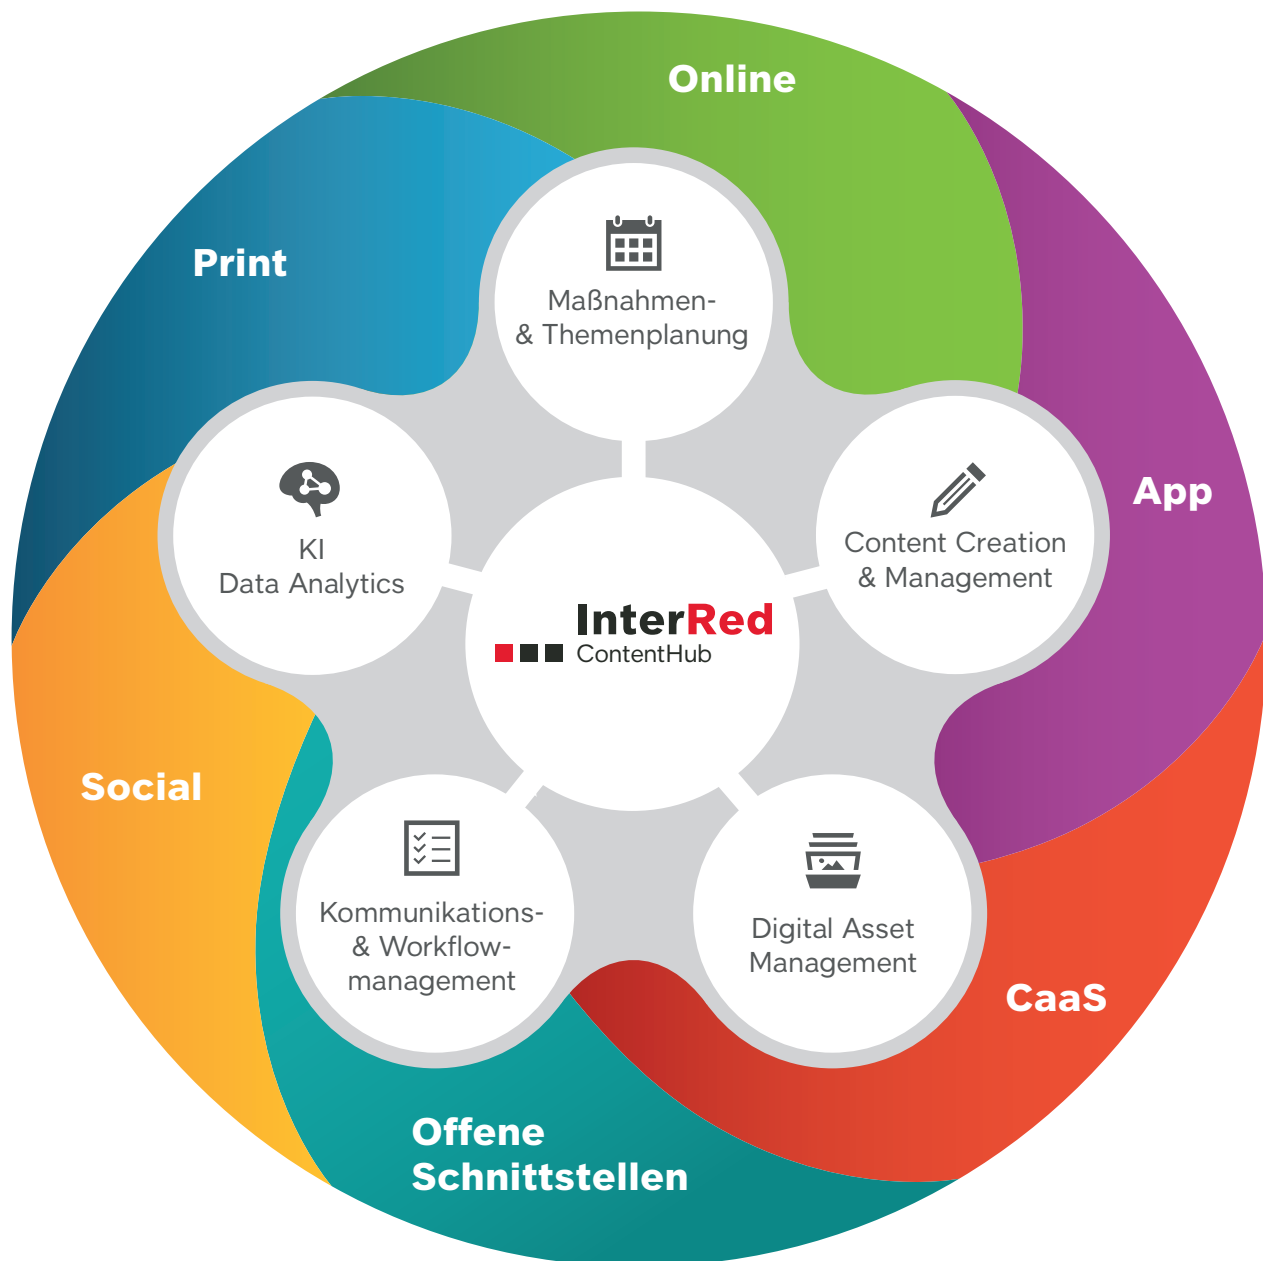 Online
Print
Maßnahmen-
& Themenplanung
App
Content Creation
& Management
KI
Data Analytics
InterRed
ContentHub
Social
Kommunikations-
& Workflow-
management
Digital Asset
Management
CaaS
Offene
Schnittstellen